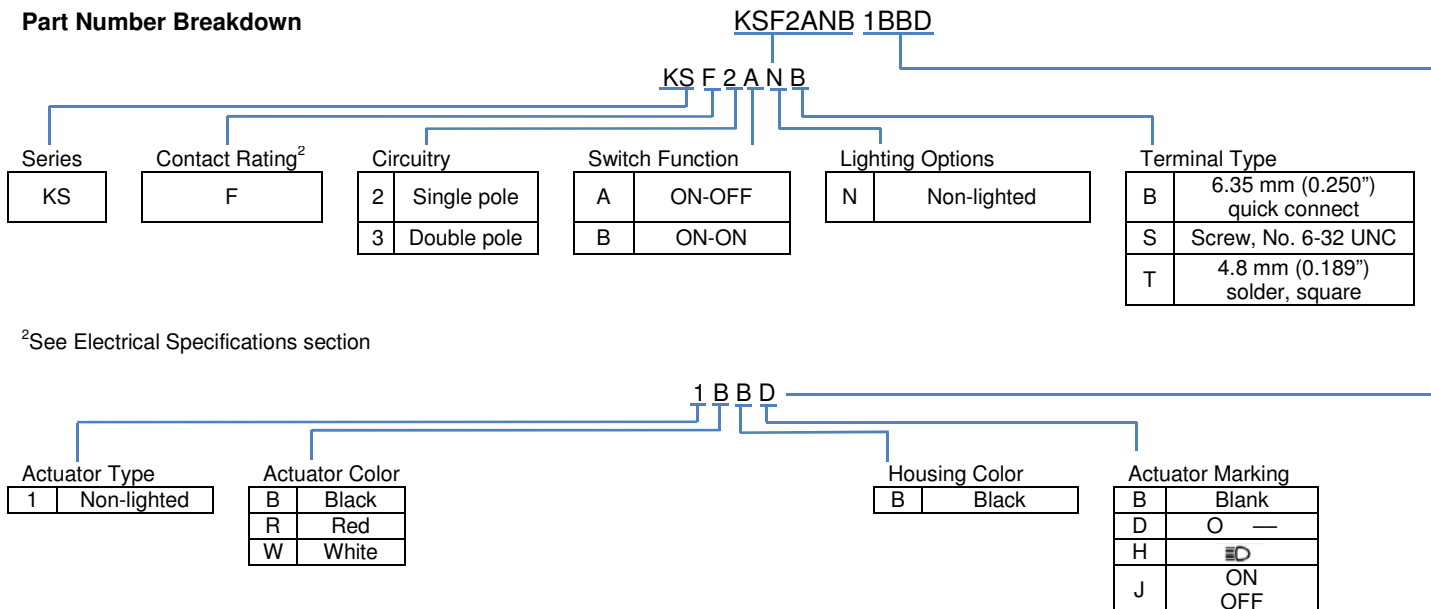 Part Number Breakdown
KSF2ANB 1BBD
KS F 2 A N B
Series
KS
Contact Rating2
F
Circuitry
2 Single pole
3 Double pole
Switch Function
A ON-OFF
B ON-ON
Lighting Options
N Non-lighted
Terminal Type
B 6.35 mm (0.250”)
quick connect
S Screw, No. 6-32 UNC
T 4.8 mm (0.189”)
solder, square
2See Electrical Specifications section
1 B B D
Actuator Type
1 Non-lighted
Actuator Color
B Black
R Red
W White
Housing Color
B Black
Actuator Marking
B Blank
D O —
H
J ON
OFF